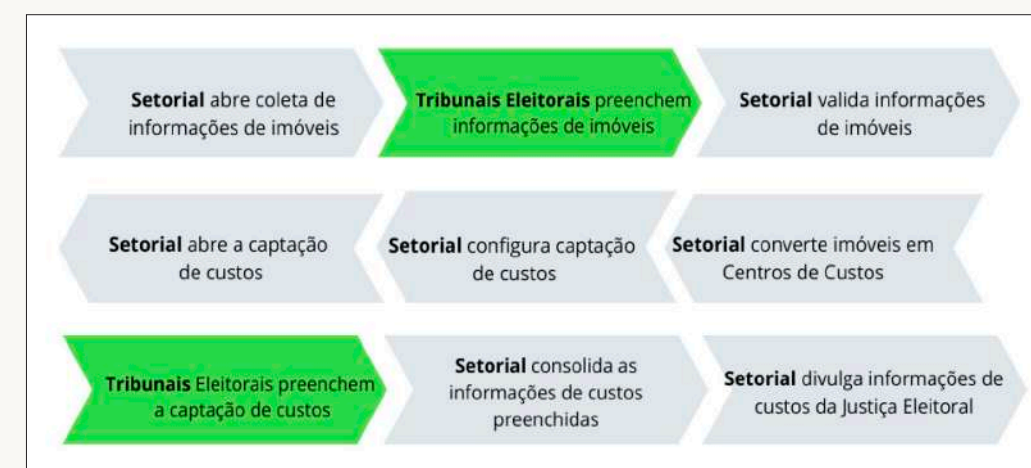 Setorial abre coleta de
informações de imóveis
Tribunais Eleitorais preenchem
informações de imóveis
Setorial valida informações
de imóveis
Setorial converte imóveis em
Centros de Custos
Setorial configura captação
de custos
Setorial abre a captação
de custos
Tribunais Eleitorais preenchem
a captação de custos
Setorial consolida as
informações de custos
preenchidas
Setorial divulga informações de
custos da Justiça Eleitoral